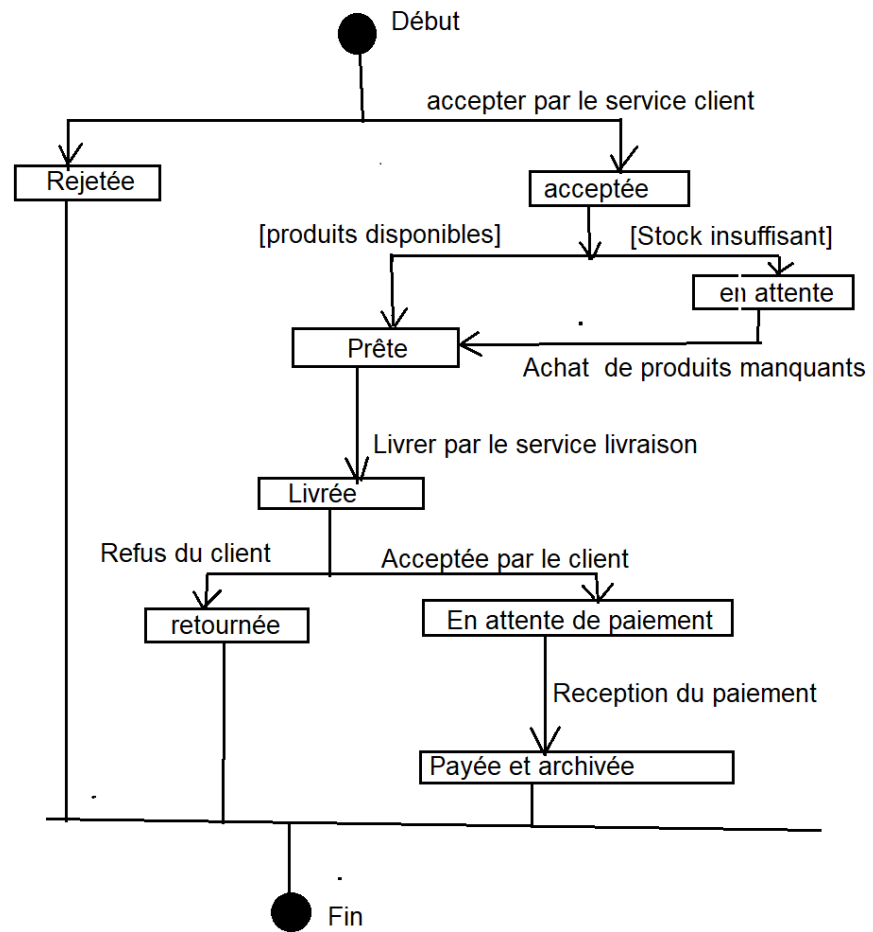 Début
accepter par le service client
Rejetée
acceptée
[produits disponibles]
[Stock insuffisant]
en attente
Prête
Achat de produits manquants
Livrer par le service livraison
Livrée
Refus du client
Acceptée par le client
retournée
En attente de paiement
Reception du paiement
Payée et archivée
Fin